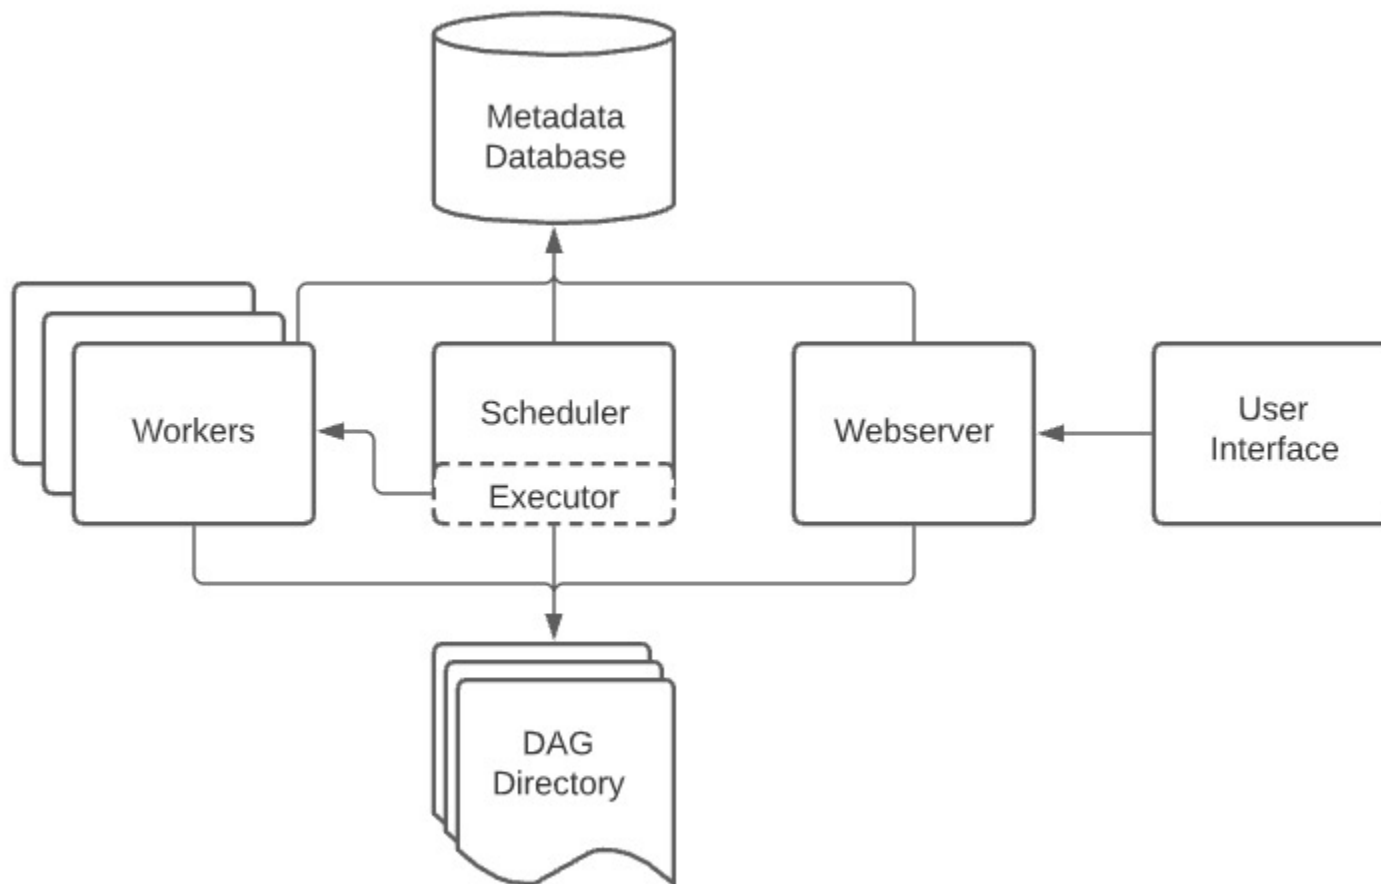 Metadata
Database
Workers
Scheduler
Executor
Webserver
User
Interface
DAG
Directory